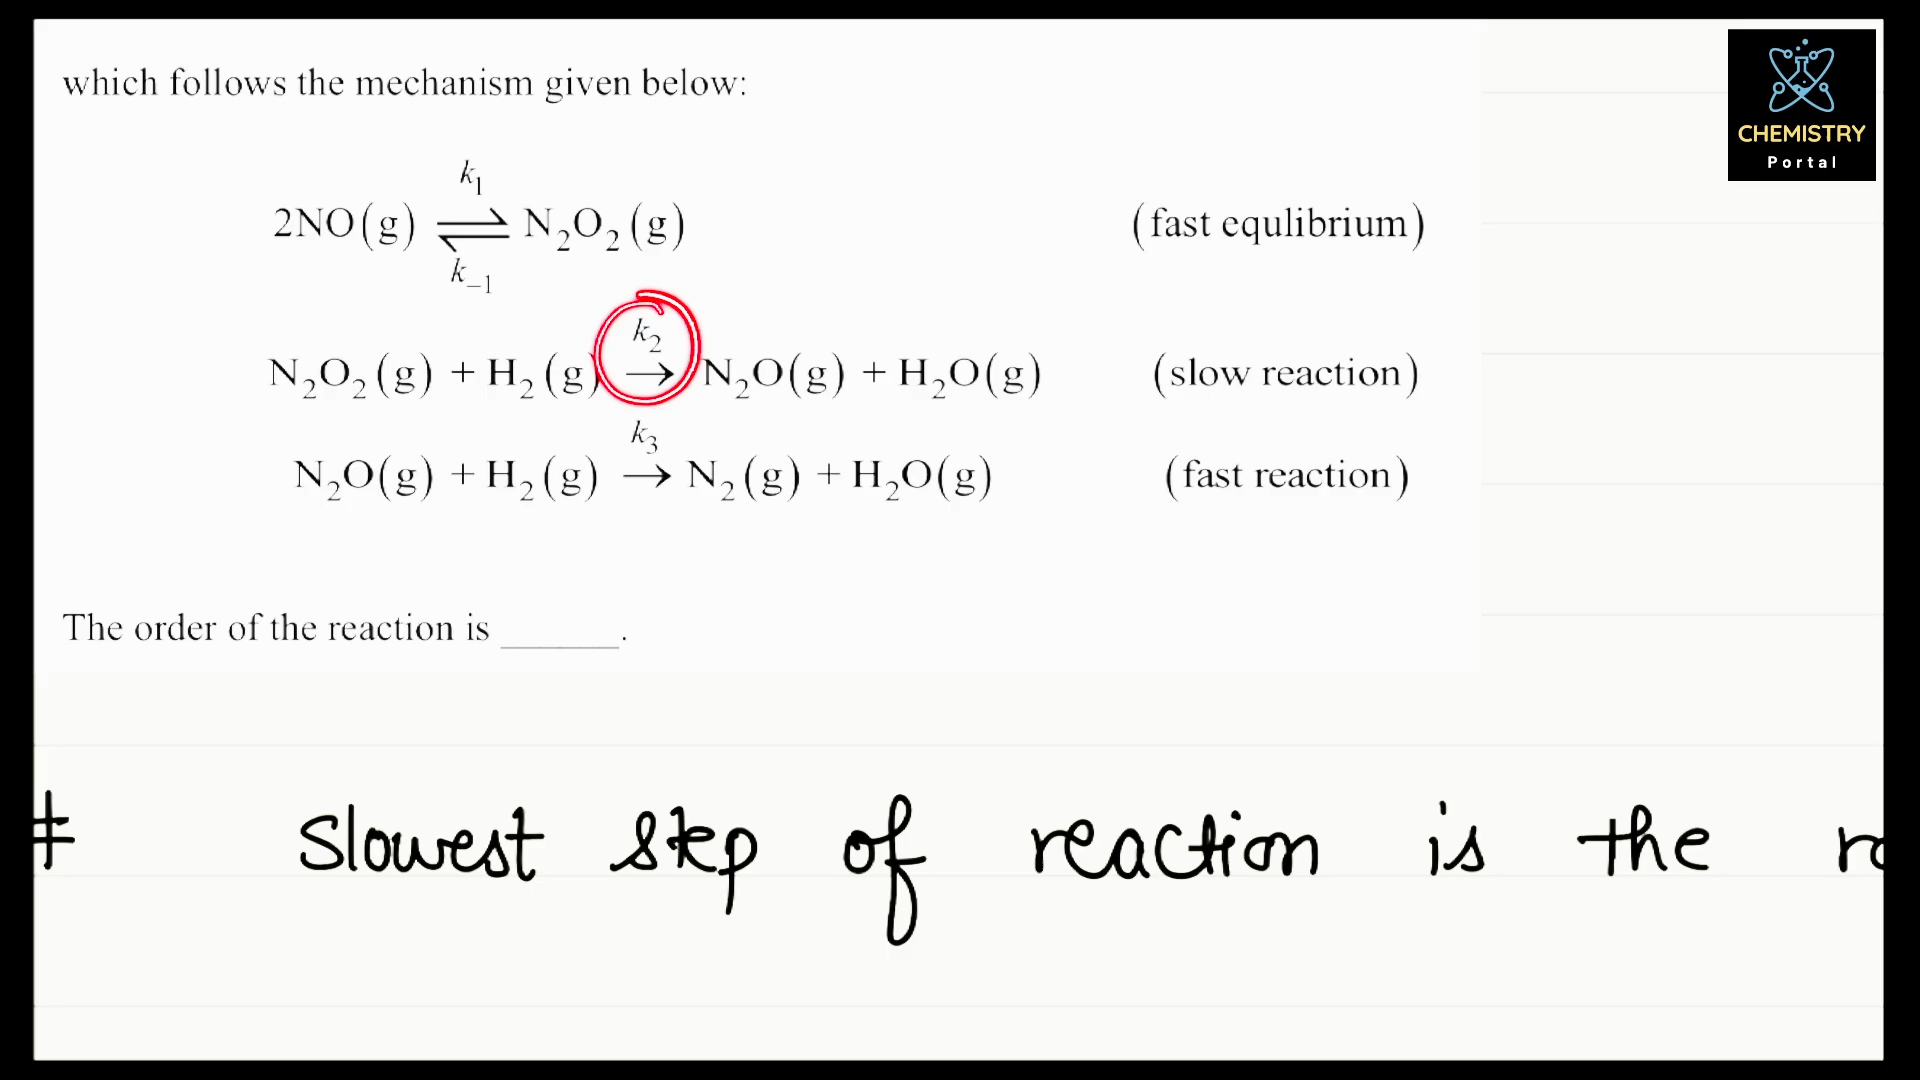 which follows the mechanism given below:
CHEMISTRY
Portal
k₁
2NO(g) ⇌ N₂O₂(g) (fast equlibrium)
k₋₁
k₂
N₂O₂(g) + H₂(g) → N₂O(g) + H₂O(g) (slow reaction)
k₃
N₂O(g) + H₂(g) → N₂(g) + H₂O(g) (fast reaction)
The order of the reaction is ______.
# Slowest step of reaction is the